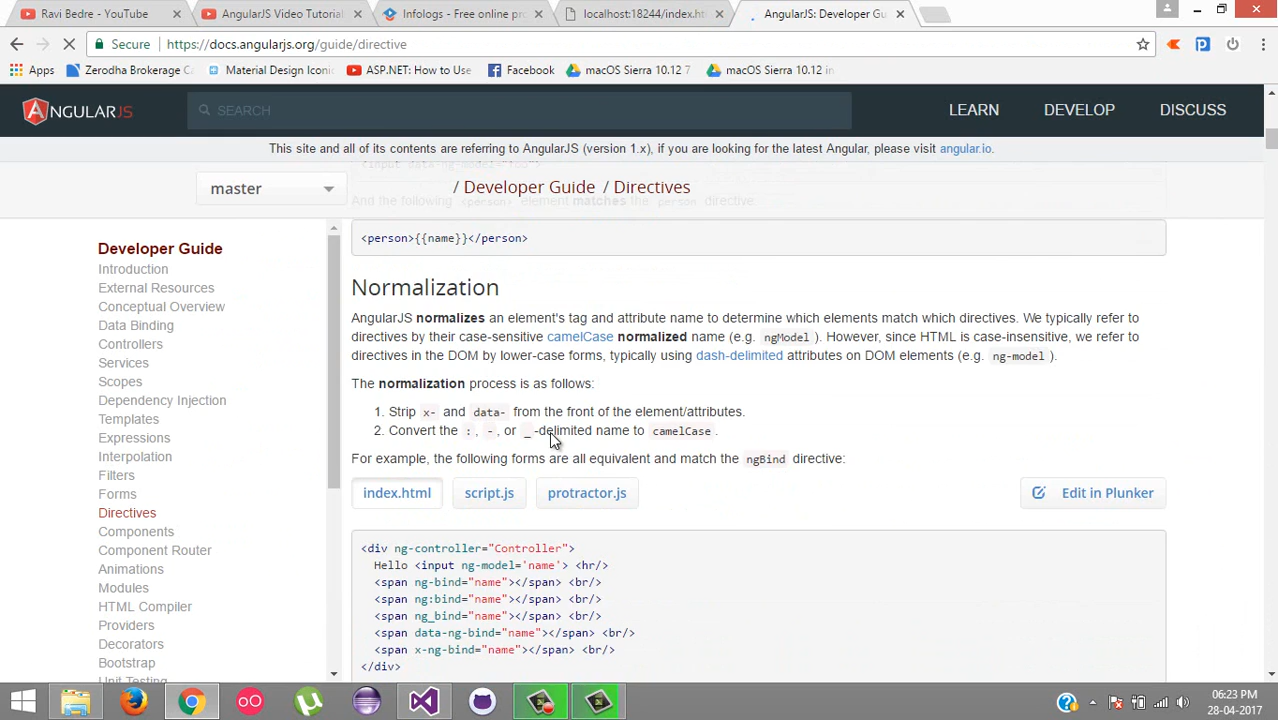 Ravi Bedre - YouTube
AngularJS Video Tutorial
Infologs - Free online pr
localhost:18244/index.ht
AngularJS: Developer Gu
Secure
https://docs.angularjs.org/guide/directive
Apps
Zerodha Brokerage C
Material Design Iconi
ASP.NET: How to Use
Facebook
macOS Sierra 10.12 7
macOS Sierra 10.12 in
ANGULARJS
SEARCH
LEARN
DEVELOP
DISCUSS
This site and all of its contents are referring to AngularJS (version 1.x), if you are looking for the latest Angular, please visit angular.io.
master
/ Developer Guide / Directives
And the following <person> element matches the person directive
<person>{{name}}</person>
Developer Guide
Introduction
External Resources
Conceptual Overview
Data Binding
Controllers
Services
Scopes
Dependency Injection
Templates
Expressions
Interpolation
Filters
Forms
Directives
Components
Component Router
Animations
Modules
HTML Compiler
Providers
Decorators
Bootstrap
Unit Testing
Normalization
AngularJS normalizes an element's tag and attribute name to determine which elements match which directives. We typically refer to
directives by their case-sensitive camelCase normalized name (e.g. ngModel ). However, since HTML is case-insensitive, we refer to
directives in the DOM by lower-case forms, typically using dash-delimited attributes on DOM elements (e.g. ng-model ).
The normalization process is as follows:
1. Strip x- and data- from the front of the element/attributes.
2. Convert the : , - , or _ -delimited name to camelCase .
For example, the following forms are all equivalent and match the ngBind directive:
index.html
script.js
protractor.js
Edit in Plunker
<div ng-controller="Controller">
Hello <input ng-model='name'> <hr/>
<span ng-bind="name"></span> <br/>
<span ng:bind="name"></span> <br/>
<span ng_bind="name"></span> <br/>
<span data-ng-bind="name"></span> <br/>
<span x-ng-bind="name"></span> <br/>
</div>
06:23 PM
28-04-2017